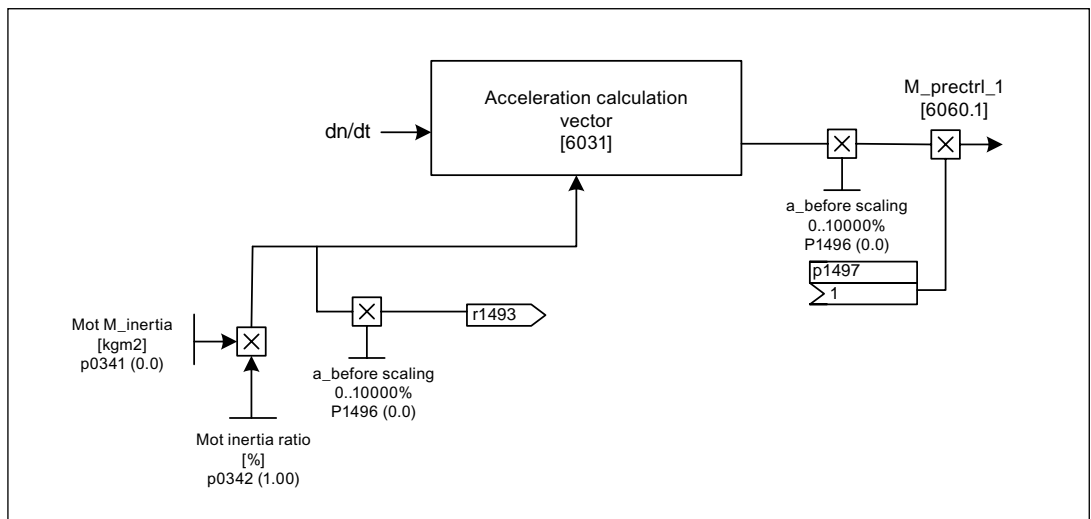 Acceleration calculation
vector
[6031]
dn/dt
M_prectrl_1
[6060.1]
a_before scaling
0..10000%
P1496 (0.0)
p1497
1
r1493
Mot M_inertia
[kgm2]
p0341 (0.0)
a_before scaling
0..10000%
P1496 (0.0)
Mot inertia ratio
[%]
p0342 (1.00)